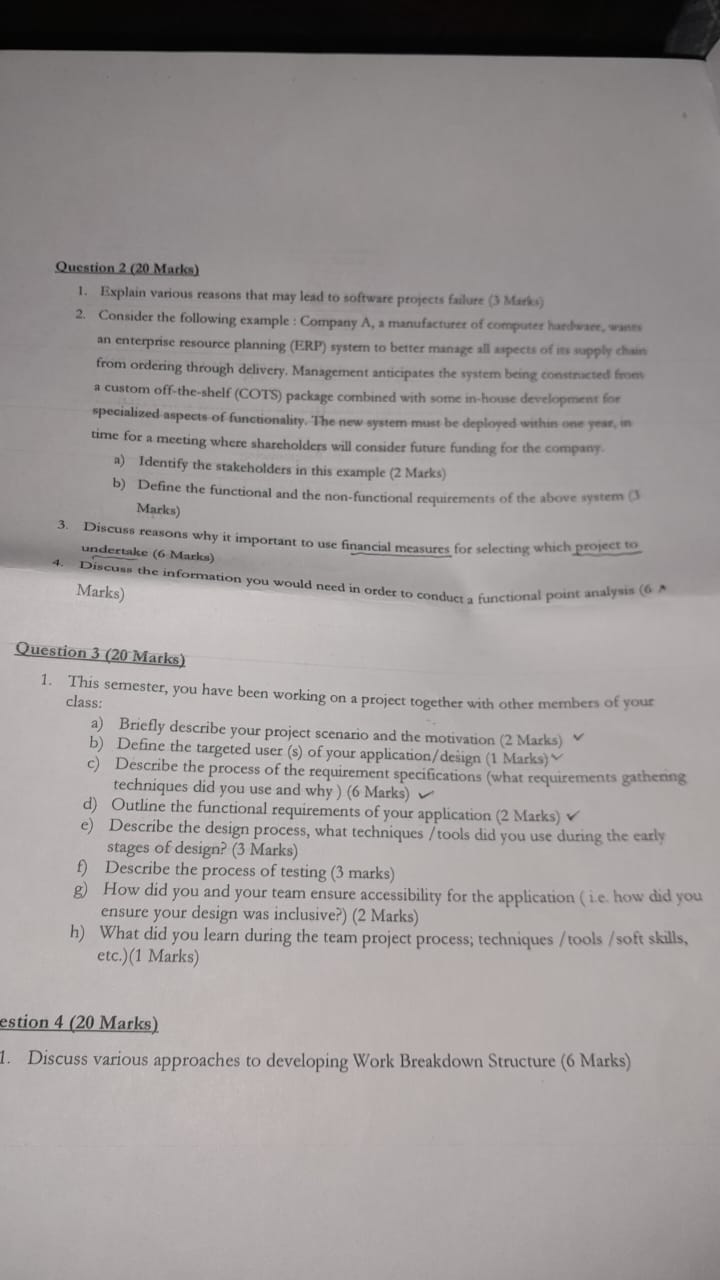 Question 2 (20 Marks)
1. Explain various reasons that may lead to software projects failure (3 Marks)
2. Consider the following example : Company A, a manufacturer of computer hardware, wants
an enterprise resource planning (ERP) system to better manage all aspects of its supply chain
from ordering through delivery. Management anticipates the system being constructed from
a custom off-the-shelf (COTS) package combined with some in-house development for
specialized aspects of functionality. The new system must be deployed within one year, in
time for a meeting where shareholders will consider future funding for the company.
a) Identify the stakeholders in this example (2 Marks)
b) Define the functional and the non-functional requirements of the above system (3
Marks)
3. Discuss reasons why it important to use financial measures for selecting which project to
undertake (6 Marks)
4. Discuss the information you would need in order to conduct a functional point analysis (6
Marks)
Question 3 (20 Marks)
1. This semester, you have been working on a project together with other members of your
class:
a) Briefly describe your project scenario and the motivation (2 Marks) ✓
b) Define the targeted user (s) of your application/design (1 Marks) ✓
c) Describe the process of the requirement specifications (what requirements gathering
techniques did you use and why ) (6 Marks) ✓
d) Outline the functional requirements of your application (2 Marks) ✓
e) Describe the design process, what techniques /tools did you use during the early
stages of design? (3 Marks)
f) Describe the process of testing (3 marks)
g) How did you and your team ensure accessibility for the application ( i.e. how did you
ensure your design was inclusive?) (2 Marks)
h) What did you learn during the team project process; techniques /tools /soft skills,
etc.)(1 Marks)
estion 4 (20 Marks)
1. Discuss various approaches to developing Work Breakdown Structure (6 Marks)